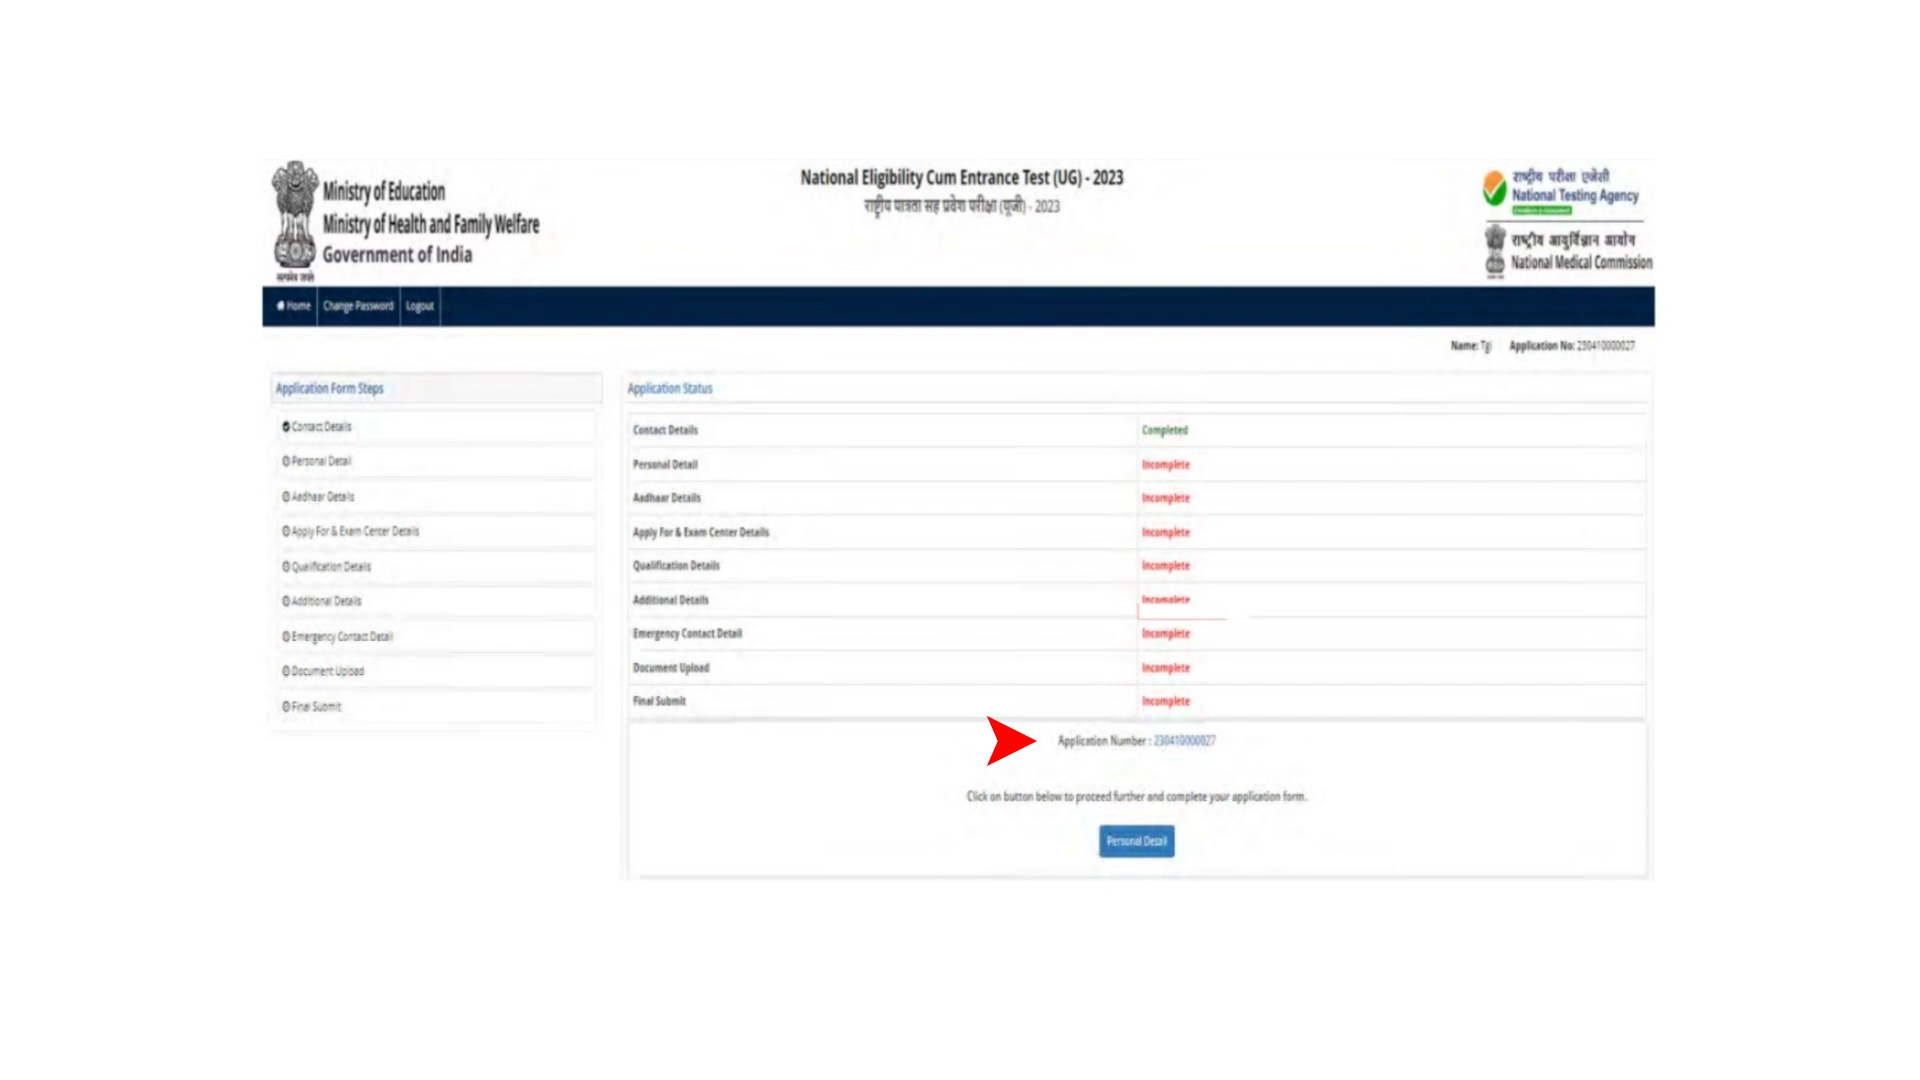 Ministry of Education
Ministry of Health and Family Welfare
Government of India
National Eligibility Cum Entrance Test (UG) - 2023
राष्ट्रीय पात्रता सह प्रवेश परीक्षा (यूजी) - 2023
राष्ट्रीय परीक्षा एजेंसी
National Testing Agency
राष्ट्रीय आयुर्विज्ञान आयोग
National Medical Commission
Home Change Password Logout
Name: Tgi Application No: 230410000027
Application Form Steps
Contact Details
Personal Detail
Aadhaar Details
Apply For & Exam Center Details
Qualification Details
Additional Details
Emergency Contact Detail
Document Upload
Final Submit
Application Status
Contact Details Completed
Personal Detail Incomplete
Aadhaar Details Incomplete
Apply For & Exam Center Details Incomplete
Qualification Details Incomplete
Additional Details Incomplete
Emergency Contact Detail Incomplete
Document Upload Incomplete
Final Submit Incomplete
Application Number : 230410000027
Click on button below to proceed further and complete your application form.
Personal Detail